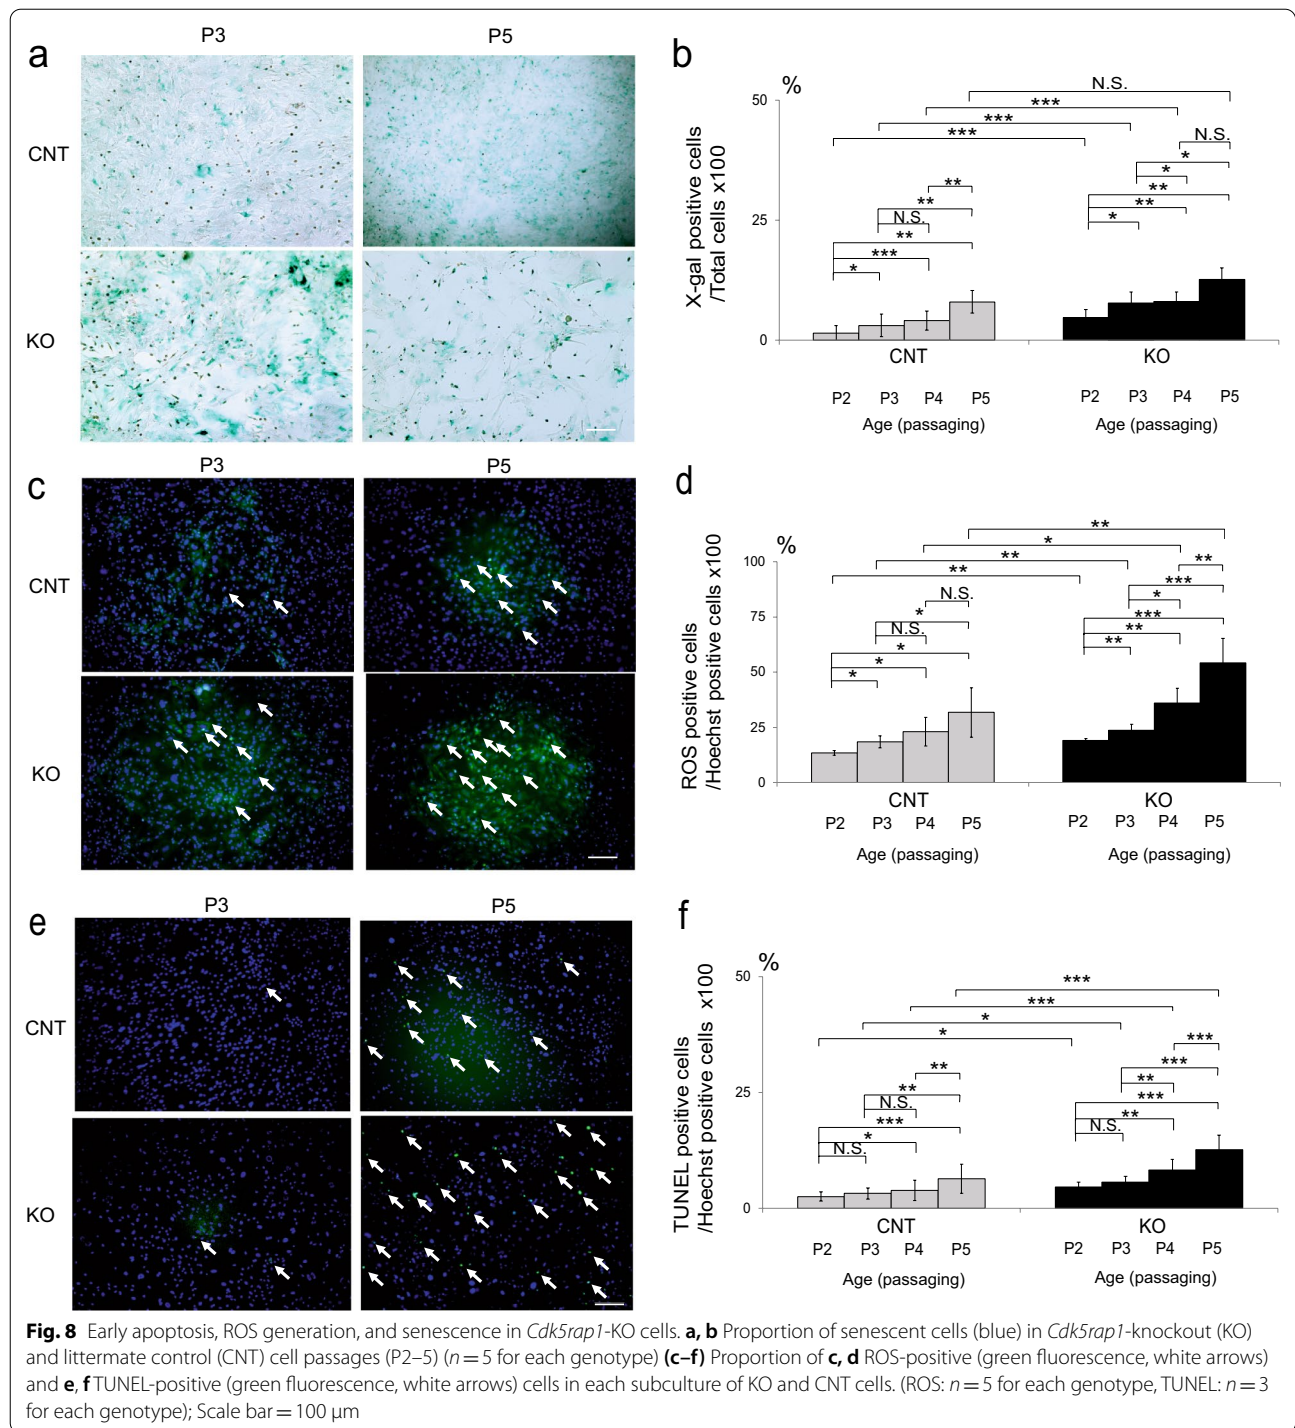 a
P3
P5
CNT
KO
b
%
50
25
0
X-gal positive cells
/Total cells x100
N.S.
***
***
***
N.S.
**
**
N.S.
**
***
*
*
*
**
**
*
CNT
KO
P2 P3 P4 P5 P2 P3 P4 P5
Age (passaging) Age (passaging)
c
P3
P5
CNT
KO
d
%
100
75
50
25
0
ROS positive cells
/Hoechst positive cells x100
**
*
**
**
N.S.
*
N.S.
*
*
*
**
***
*
***
**
**
CNT
KO
P2 P3 P4 P5 P2 P3 P4 P5
Age (passaging) Age (passaging)
e
P3
P5
CNT
KO
f
%
50
25
0
TUNEL positive cells
/Hoechst positive cells x100
***
***
*
*
**
**
N.S.
***
*
N.S.
***
***
**
***
**
N.S.
CNT
KO
P2 P3 P4 P5 P2 P3 P4 P5
Age (passaging) Age (passaging)
Fig. 8 Early apoptosis, ROS generation, and senescence in Cdk5rap1-KO cells. a, b Proportion of senescent cells (blue) in Cdk5rap1-knockout (KO)
and littermate control (CNT) cell passages (P2–5) (n = 5 for each genotype) (c–f) Proportion of c, d ROS-positive (green fluorescence, white arrows)
and e, f TUNEL-positive (green fluorescence, white arrows) cells in each subculture of KO and CNT cells. (ROS: n = 5 for each genotype, TUNEL: n = 3
for each genotype); Scale bar = 100 μm